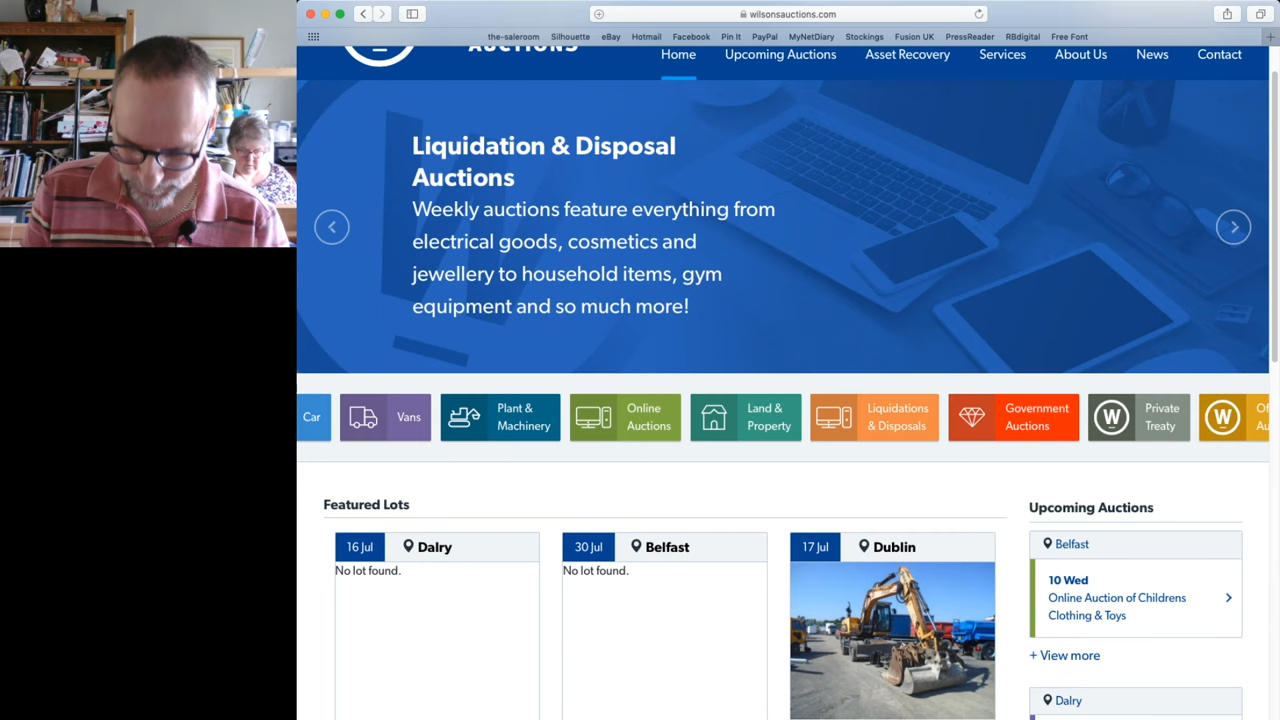 wilsonsauctions.com
the-saleroom Silhouette eBay Hotmail Facebook Pin It PayPal MyNetDiary Stockings Fusion UK PressReader RBdigital Free Font
AUCTIONS
Home Upcoming Auctions Asset Recovery Services About Us News Contact
Liquidation & Disposal
Auctions
Weekly auctions feature everything from
electrical goods, cosmetics and
jewellery to household items, gym
equipment and so much more!
Car
Vans
Plant &
Machinery
Online
Auctions
Land &
Property
Liquidations
& Disposals
Government
Auctions
W
Private
Treaty
W
Featured Lots
16 Jul Dalry
No lot found.
30 Jul Belfast
No lot found.
17 Jul Dublin
Upcoming Auctions
Belfast
10 Wed
Online Auction of Childrens
Clothing & Toys
+ View more
Dalry